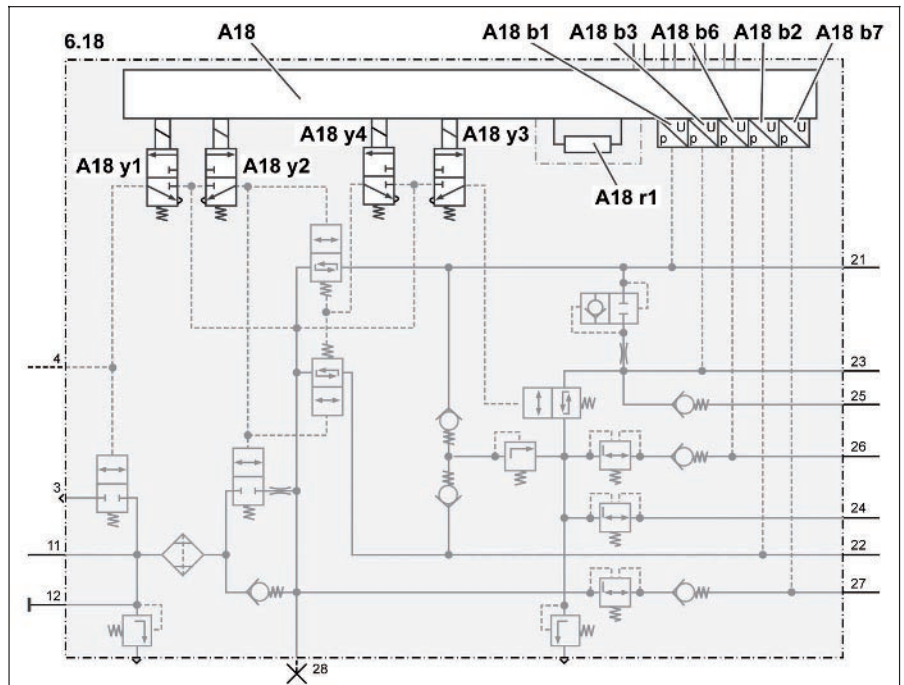 6.18
A18
A18 b1
A18 b3
A18 b6
A18 b2
A18 b7
A18 y1
A18 y2
A18 y4
A18 y3
A18 r1
U
p
U
p
U
p
U
p
U
p
21
4
23
25
26
3
24
11
22
12
27
28